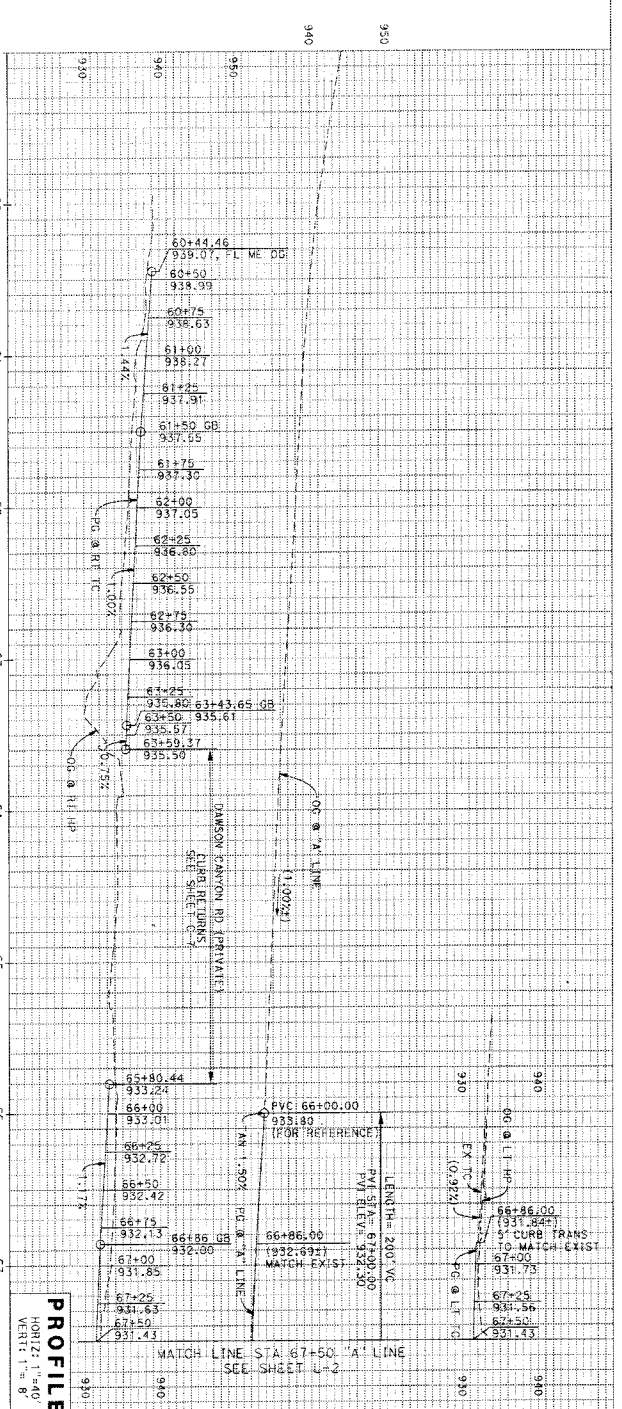 950
940
950
940
930
60+44.46
939.07, FL ME OG
60+50
938.99
60+75
938.63
61+00
938.27
61+25
937.91
61+50 GB
937.55
61+75
937.30
62+00
937.05
62+25
936.80
62+50
936.55
62+75
936.30
63+00
936.05
63+25
935.80
63+43.65 GB
935.61
63+50
935.57
63+59.37
935.50
1.44%
PG @ RT TC
1.00%
OG @ RT HP
0.75%
OG @ "A" LINE
(1.00%±)
DAWSON CANYON RD (PRIVATE)
CURB RETURNS
SEE SHEET C-7
65+80.44
933.24
66+00
933.01
66+25
932.72
66+50
932.42
66+75
932.13
66+86 GB
932.00
67+00
931.85
67+25
931.63
67+50
931.43
1.17%
PVC 66+00.00
933.80
(FOR REFERENCE)
AN 1.50%
PG @ "A" LINE
LENGTH= 200' VC
PVI STA= 67+00.00
PVI ELEV= 932.30
66+86.00
(932.69±)
MATCH EXIST
930
940
OG @ LT HP
EX TC
(0.92%)
66+86.00
(931.84±)
5' CURB TRANS
TO MATCH EXIST
67+00
931.73
67+25
931.56
67+50
931.43
PG @ LT TC
930
940
930
940
MATCH LINE STA 67+50 "A" LINE
SEE SHEET L-2
PROFILE
HORIZ: 1"=40'
VERT: 1"= 8'